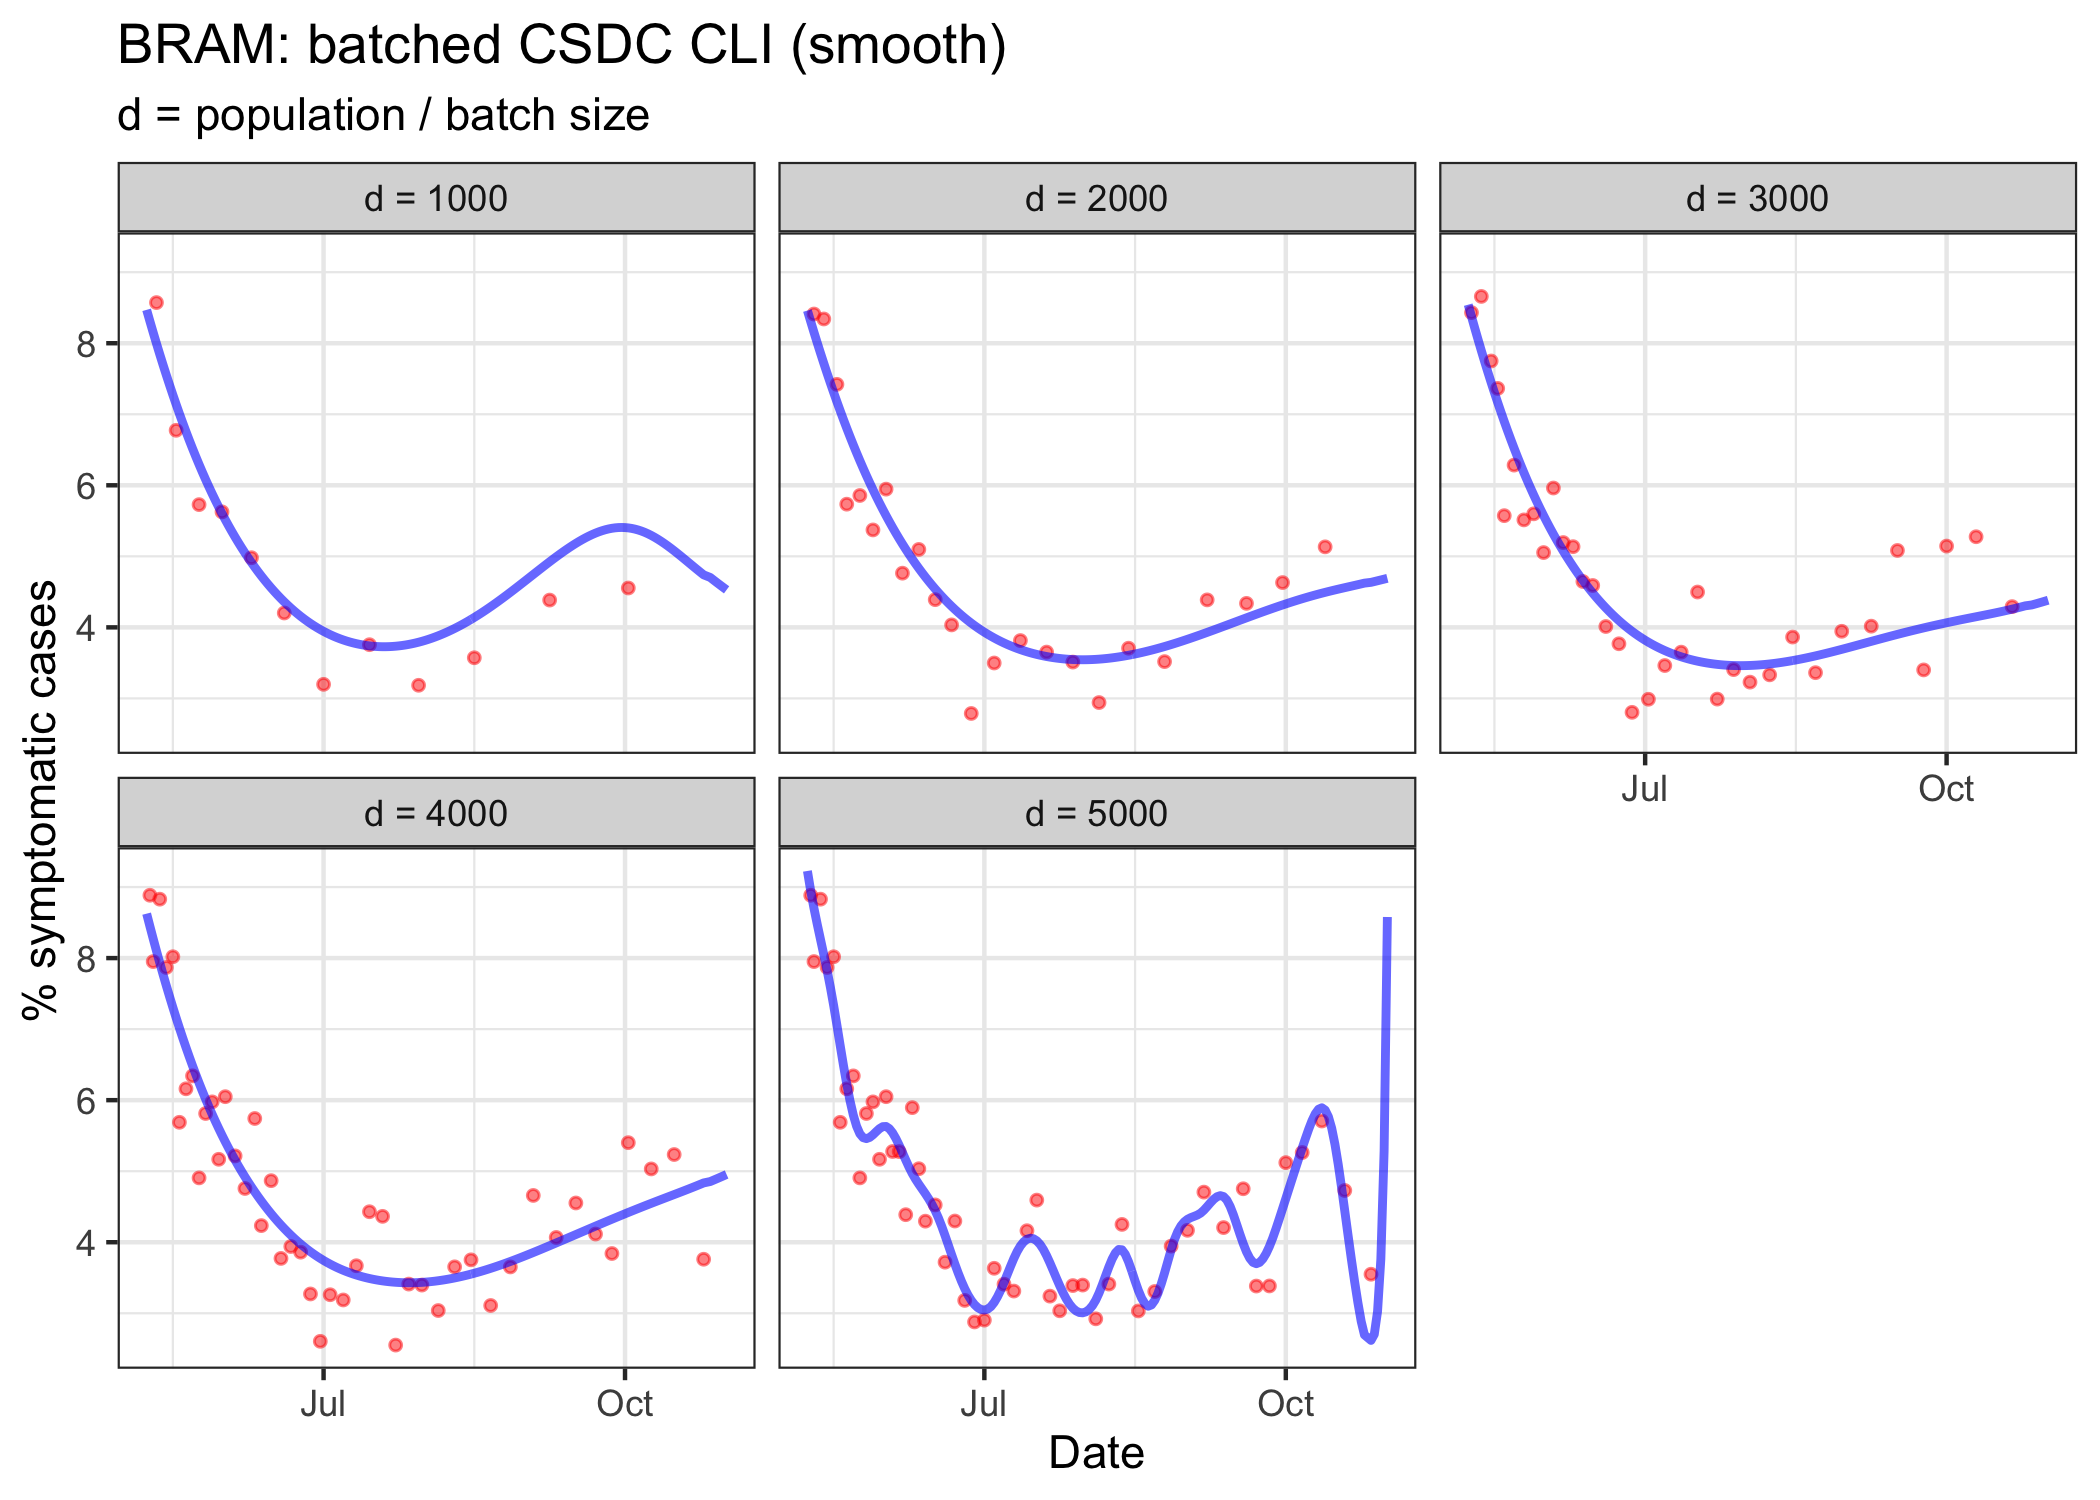 BRAM: batched CSDC CLI (smooth)
d = population / batch size
d = 1000
d = 2000
d = 3000
8
6
4
Jul
Oct
d = 4000
d = 5000
8
6
4
Jul
Oct
Jul
Oct
% symptomatic cases
Date